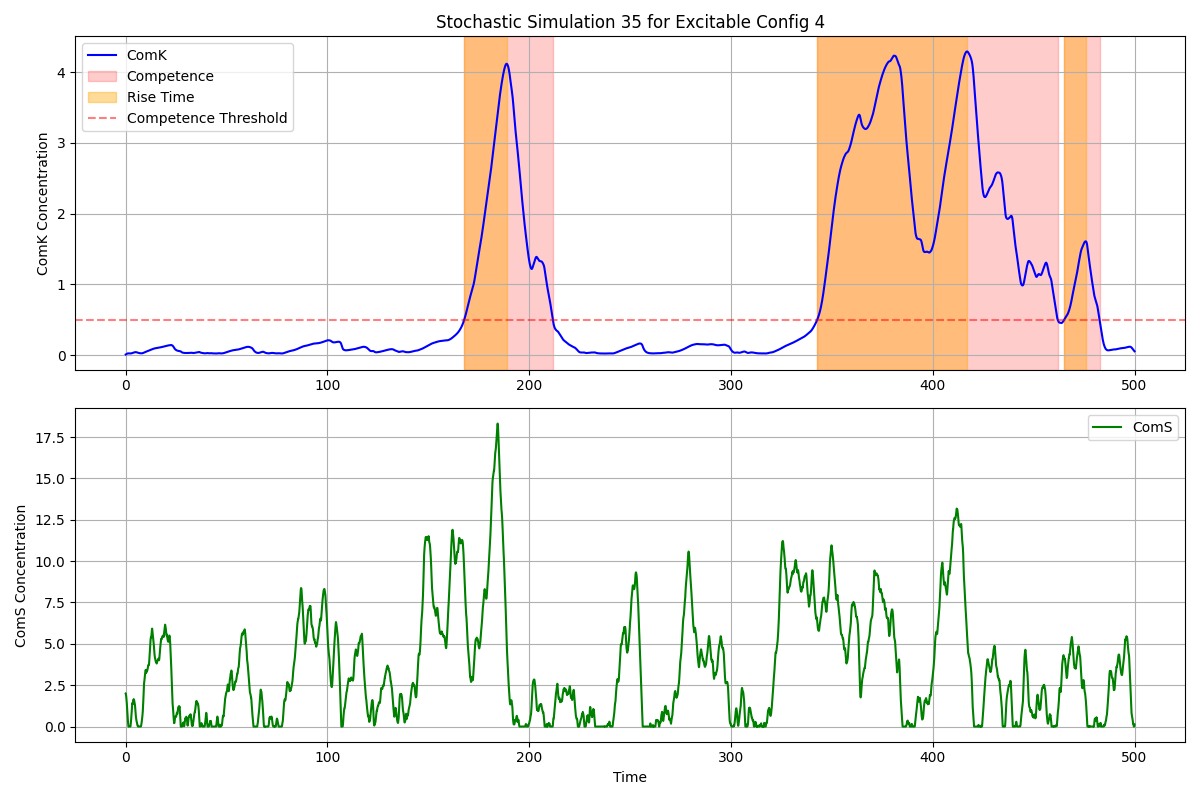 Stochastic Simulation 35 for Excitable Config 4
ComK Concentration
4
3
2
1
0
ComK
Competence
Rise Time
Competence Threshold
0
100
200
300
400
500
ComS Concentration
17.5
15.0
12.5
10.0
7.5
5.0
2.5
0.0
ComS
0
100
200
300
400
500
Time